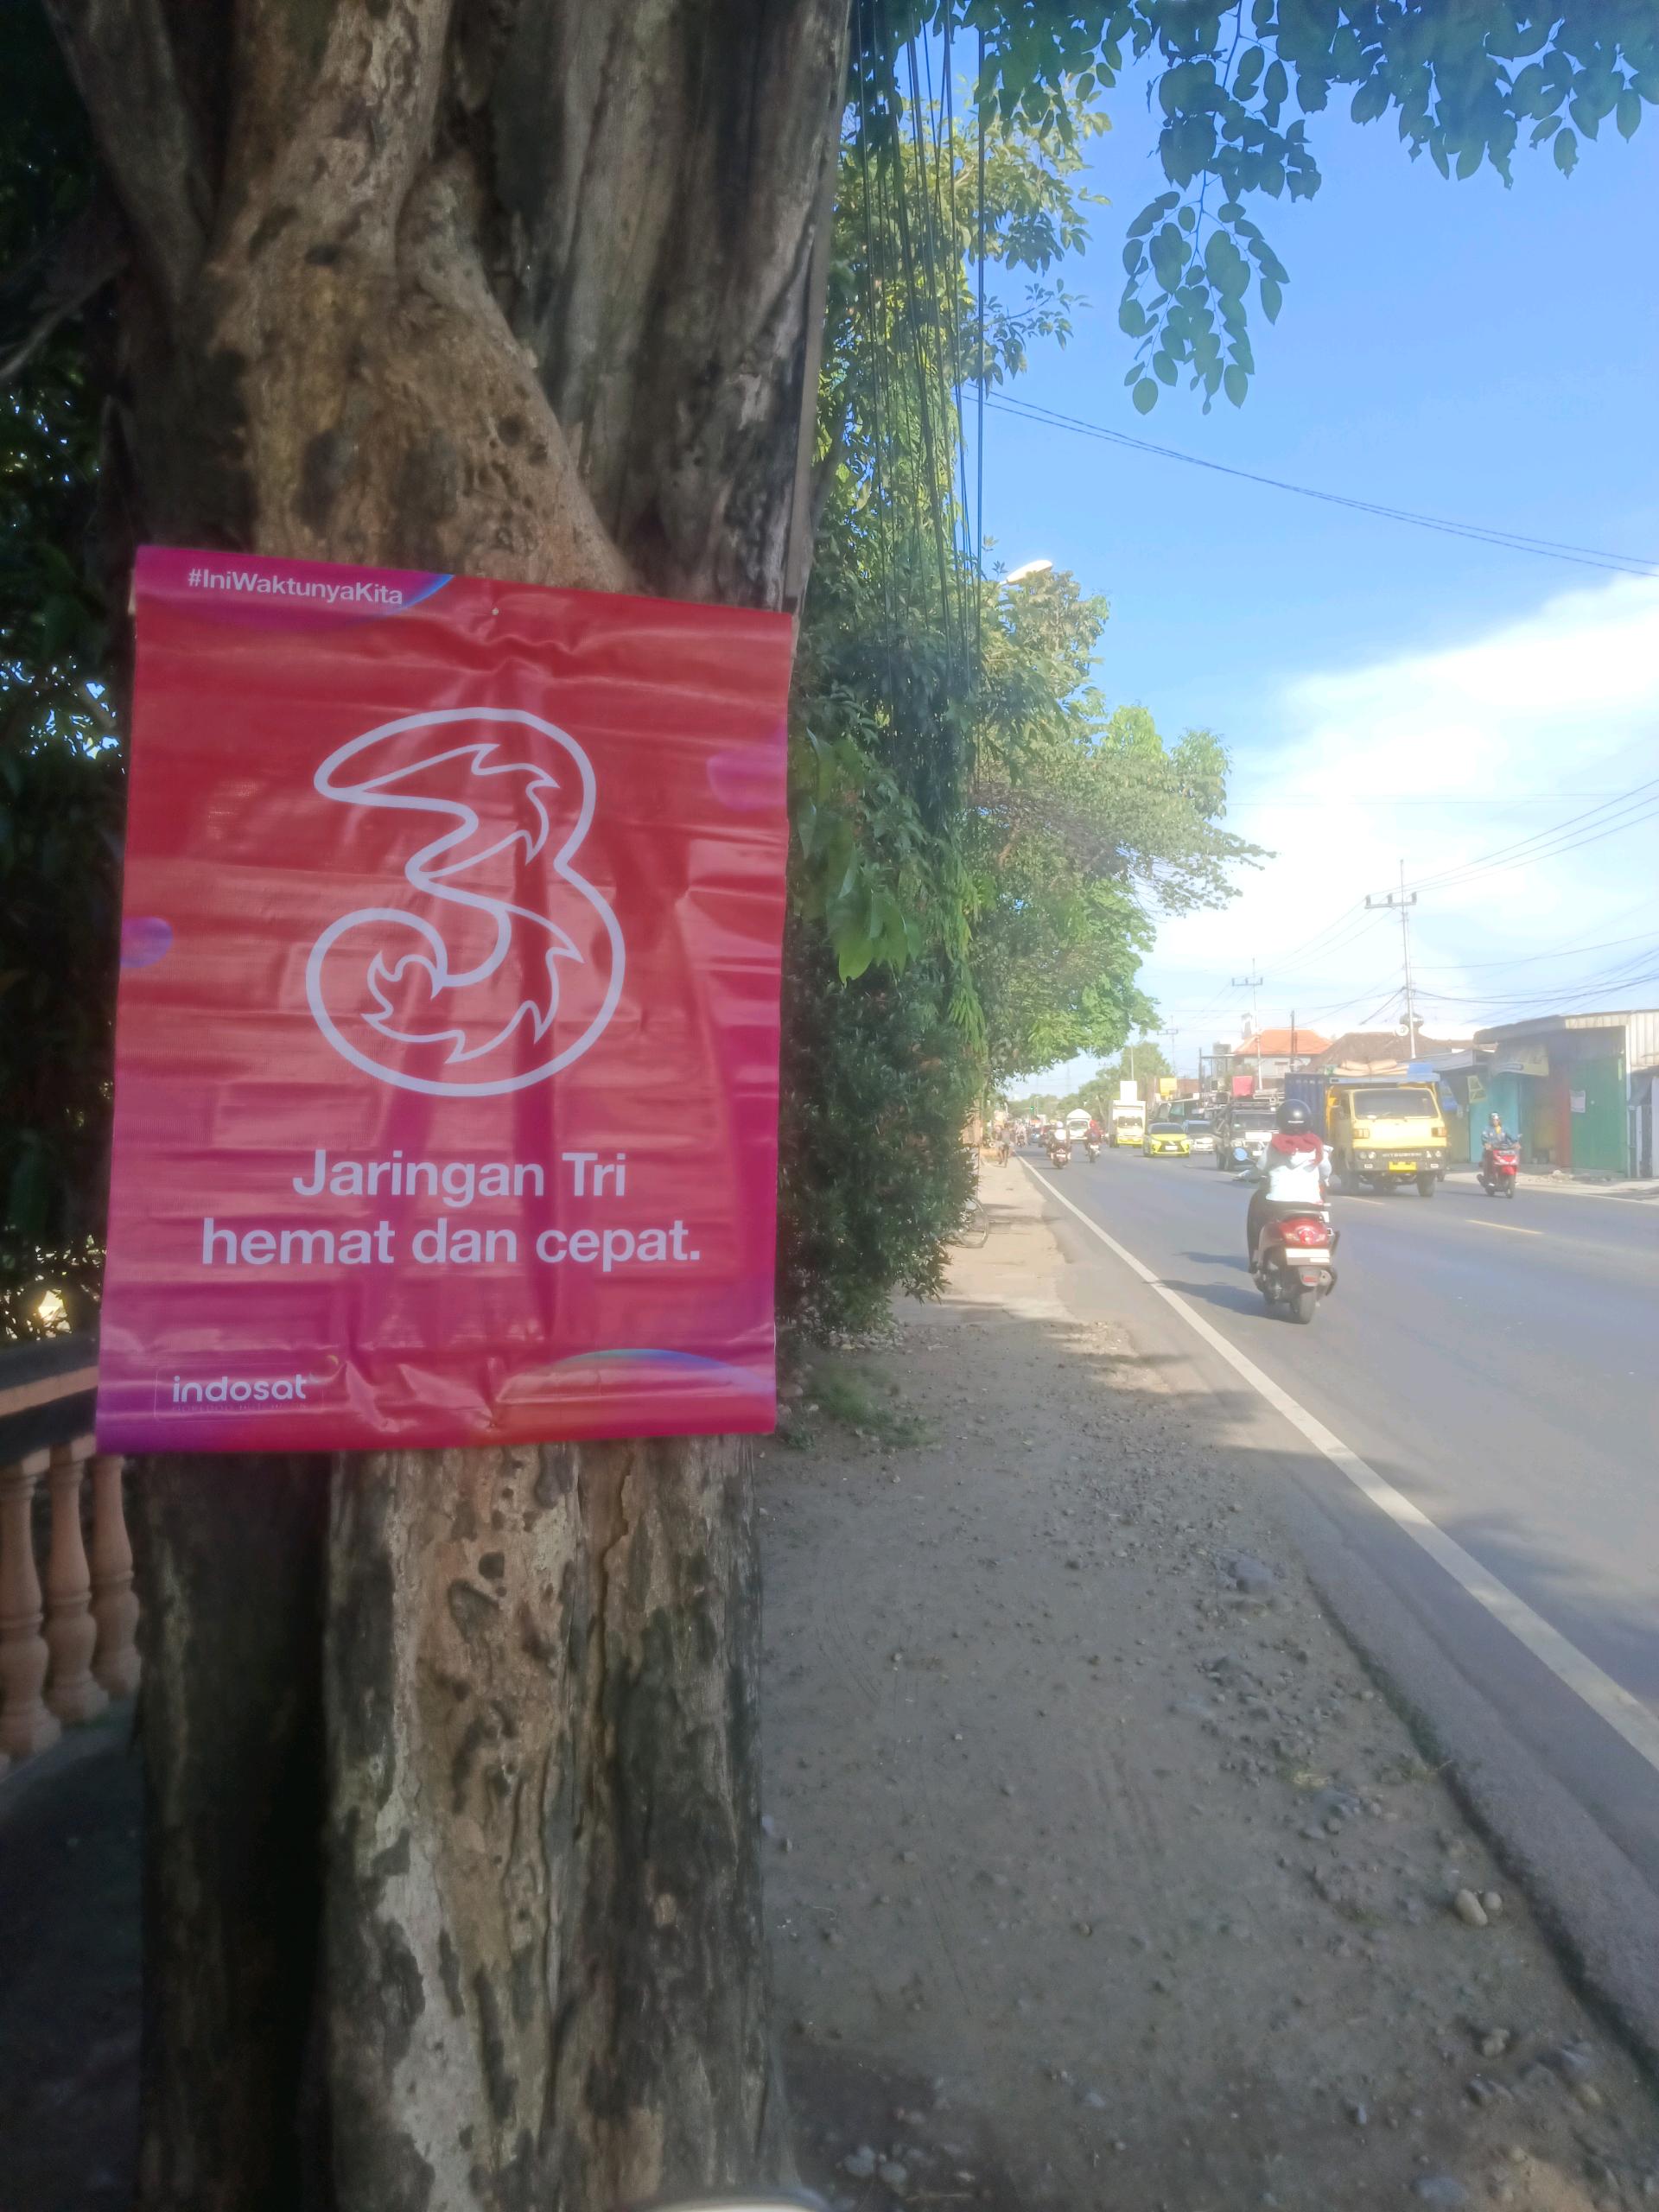 #IniWaktunyaKita
3
Jaringan Tri
hemat dan cepat.
indosat